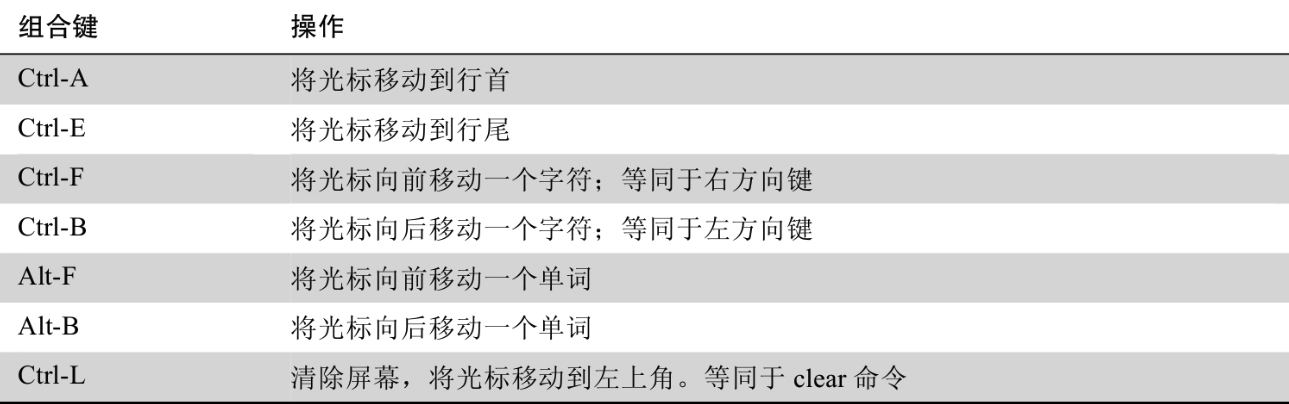 组合键 操作
Ctrl-A 将光标移动到行首
Ctrl-E 将光标移动到行尾
Ctrl-F 将光标向前移动一个字符；等同于右方向键
Ctrl-B 将光标向后移动一个字符；等同于左方向键
Alt-F 将光标向前移动一个单词
Alt-B 将光标向后移动一个单词
Ctrl-L 清除屏幕，将光标移动到左上角。等同于 clear 命令